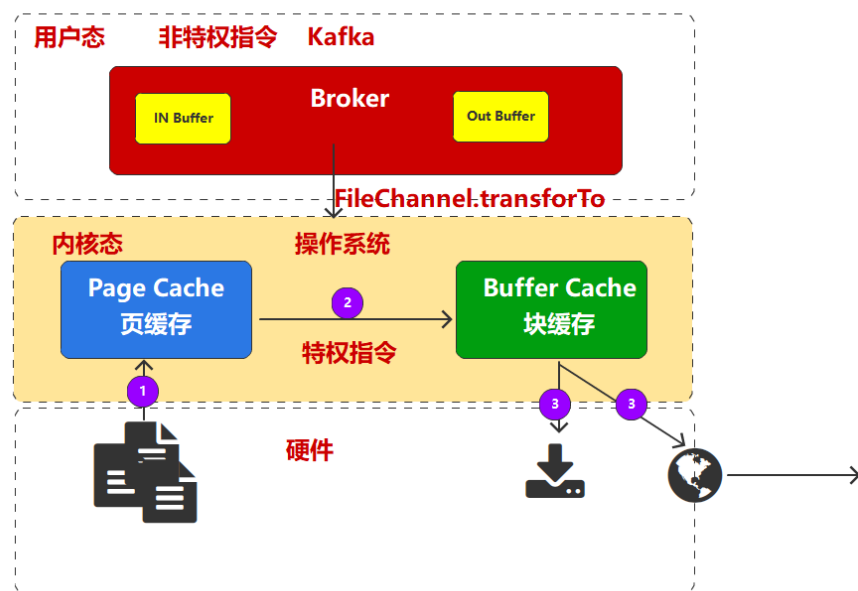 用户态 非特权指令 Kafka
Broker
IN Buffer
Out Buffer
FileChannel.transforTo
内核态 操作系统
Page Cache
页缓存
2
特权指令
Buffer Cache
块缓存
1
3
3
硬件